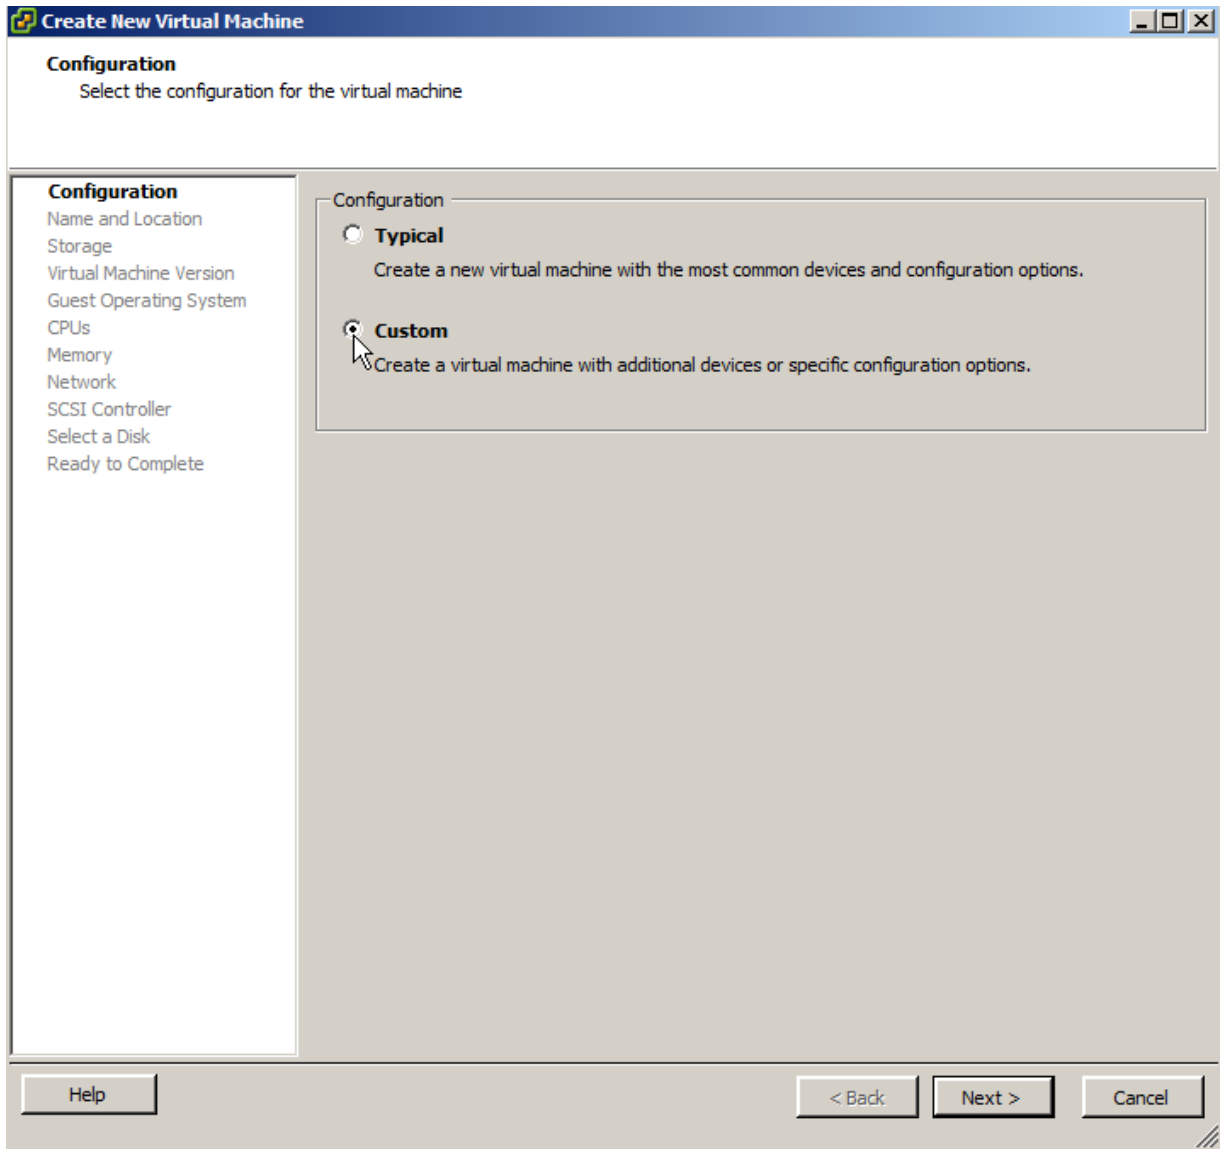 Create New Virtual Machine
Configuration
Select the configuration for the virtual machine
Configuration
Name and Location
Storage
Virtual Machine Version
Guest Operating System
CPUs
Memory
Network
SCSI Controller
Select a Disk
Ready to Complete
Configuration
Typical
Create a new virtual machine with the most common devices and configuration options.
Custom
Create a virtual machine with additional devices or specific configuration options.
Help
< Back
Next >
Cancel